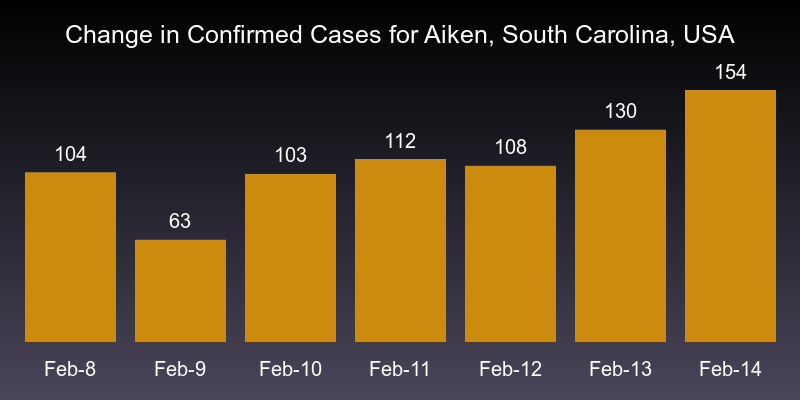 Change in Confirmed Cases for Aiken, South Carolina, USA
104
63
103
112
108
130
154
Feb-8
Feb-9
Feb-10
Feb-11
Feb-12
Feb-13
Feb-14